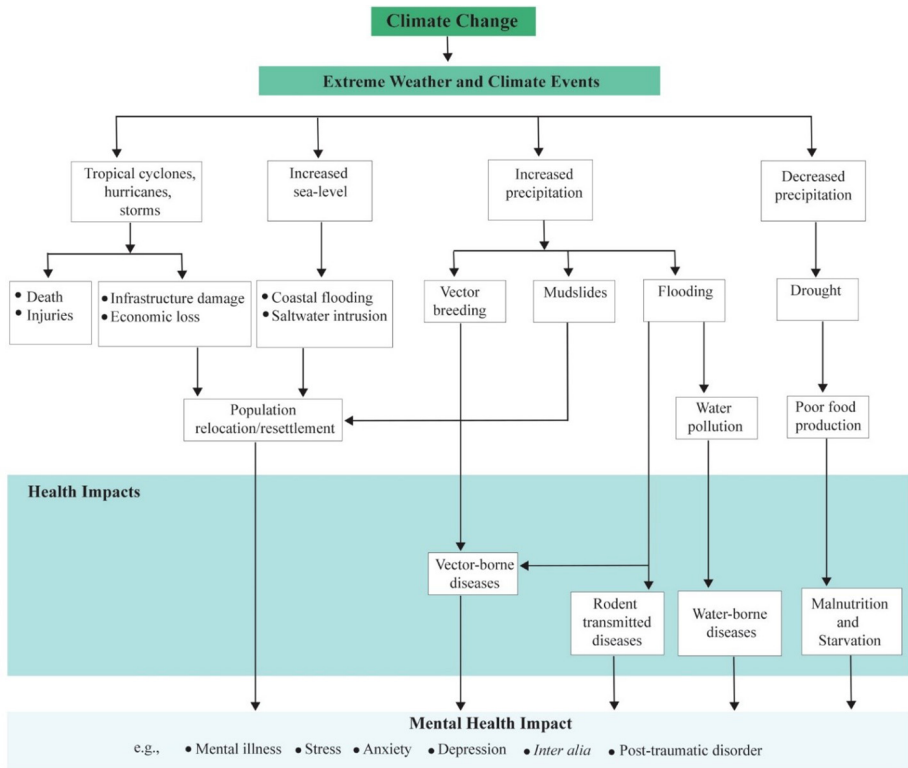 Climate Change
Extreme Weather and Climate Events
Tropical cyclones,
hurricanes,
storms
Increased
sea-level
Increased
precipitation
Decreased
precipitation
• Death
• Injuries
• Infrastructure damage
• Economic loss
• Coastal flooding
• Saltwater intrusion
Vector
breeding
Mudslides
Flooding
Drought
Population
relocation/resettlement
Water
pollution
Poor food
production
Health Impacts
Vector-borne
diseases
Rodent
transmitted
diseases
Water-borne
diseases
Malnutrition
and
Starvation
Mental Health Impact
e.g., • Mental illness • Stress • Anxiety • Depression • Inter alia • Post-traumatic disorder